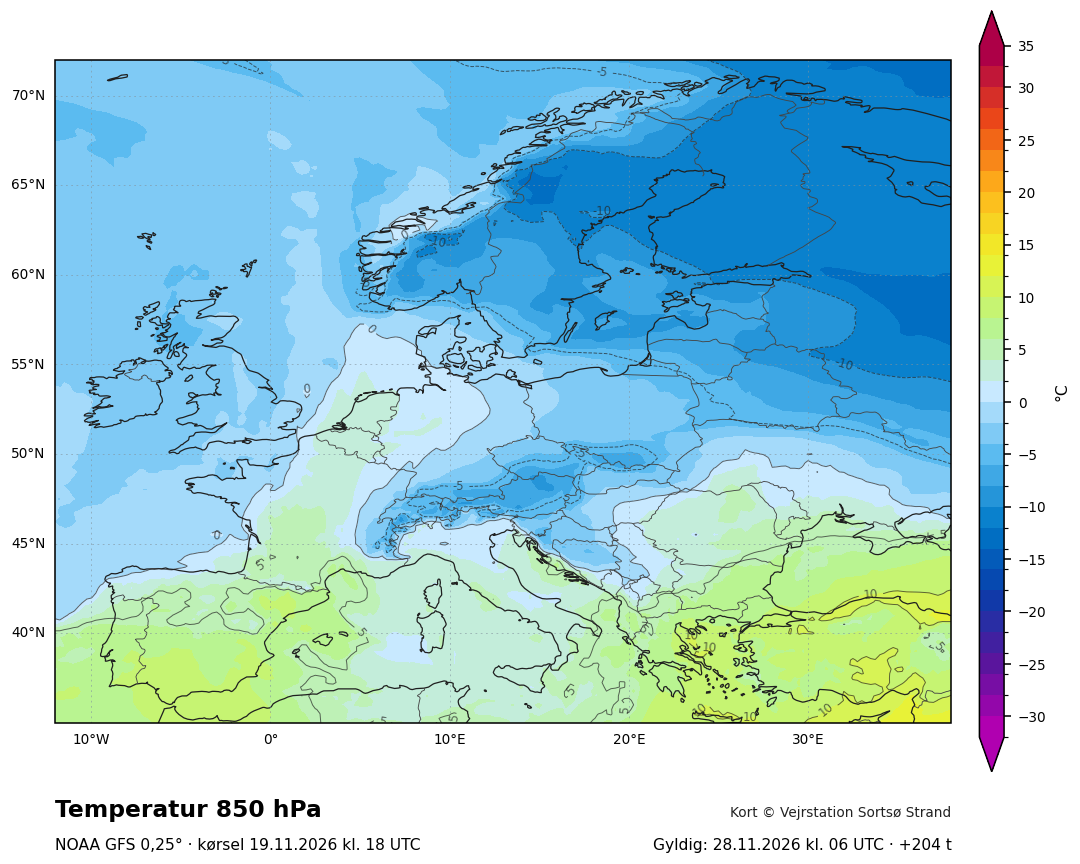 70°N
65°N
60°N
55°N
50°N
45°N
40°N
10°W 0° 10°E 20°E 30°E
35
30
25
20
15
10
5
0
−5
−10
−15
−20
−25
−30
°C
Temperatur 850 hPa
Kort © Vejrstation Sortsø Strand
NOAA GFS 0,25° · kørsel 19.11.2026 kl. 18 UTC
Gyldig: 28.11.2026 kl. 06 UTC · +204 t